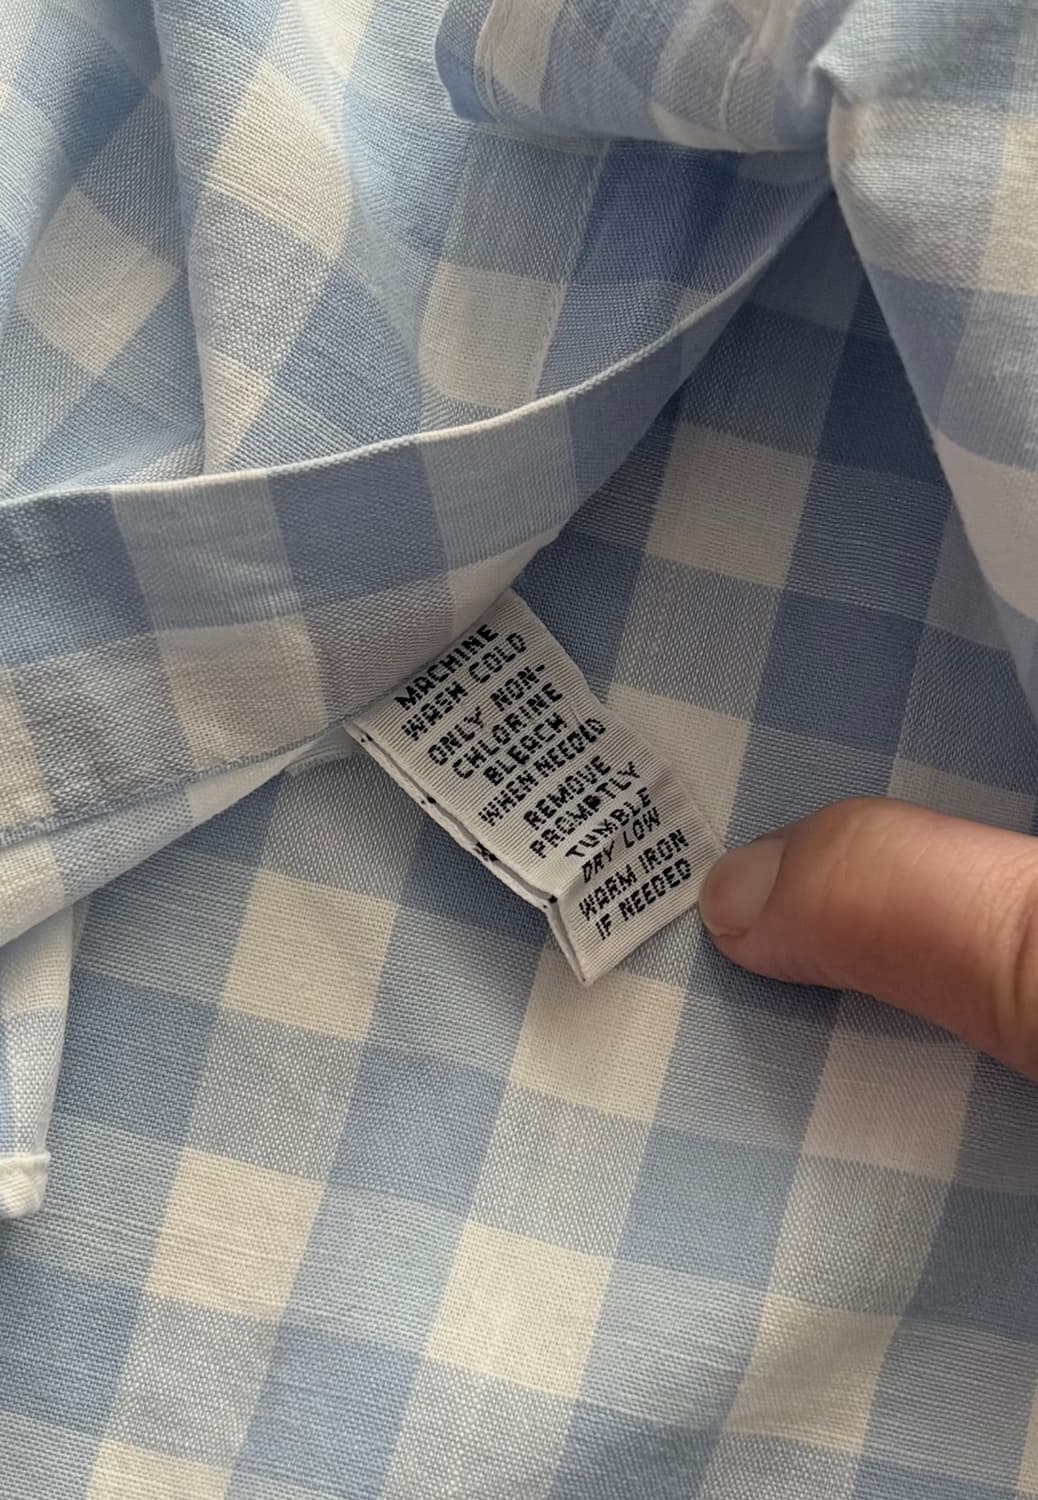 MACHINE
WASH COLD
ONLY NON-
CHLORINE
BLEACH
WHEN NEEDED
REMOVE
PROMPTLY
TUMBLE
DRY LOW
WARM IRON
IF NEEDED